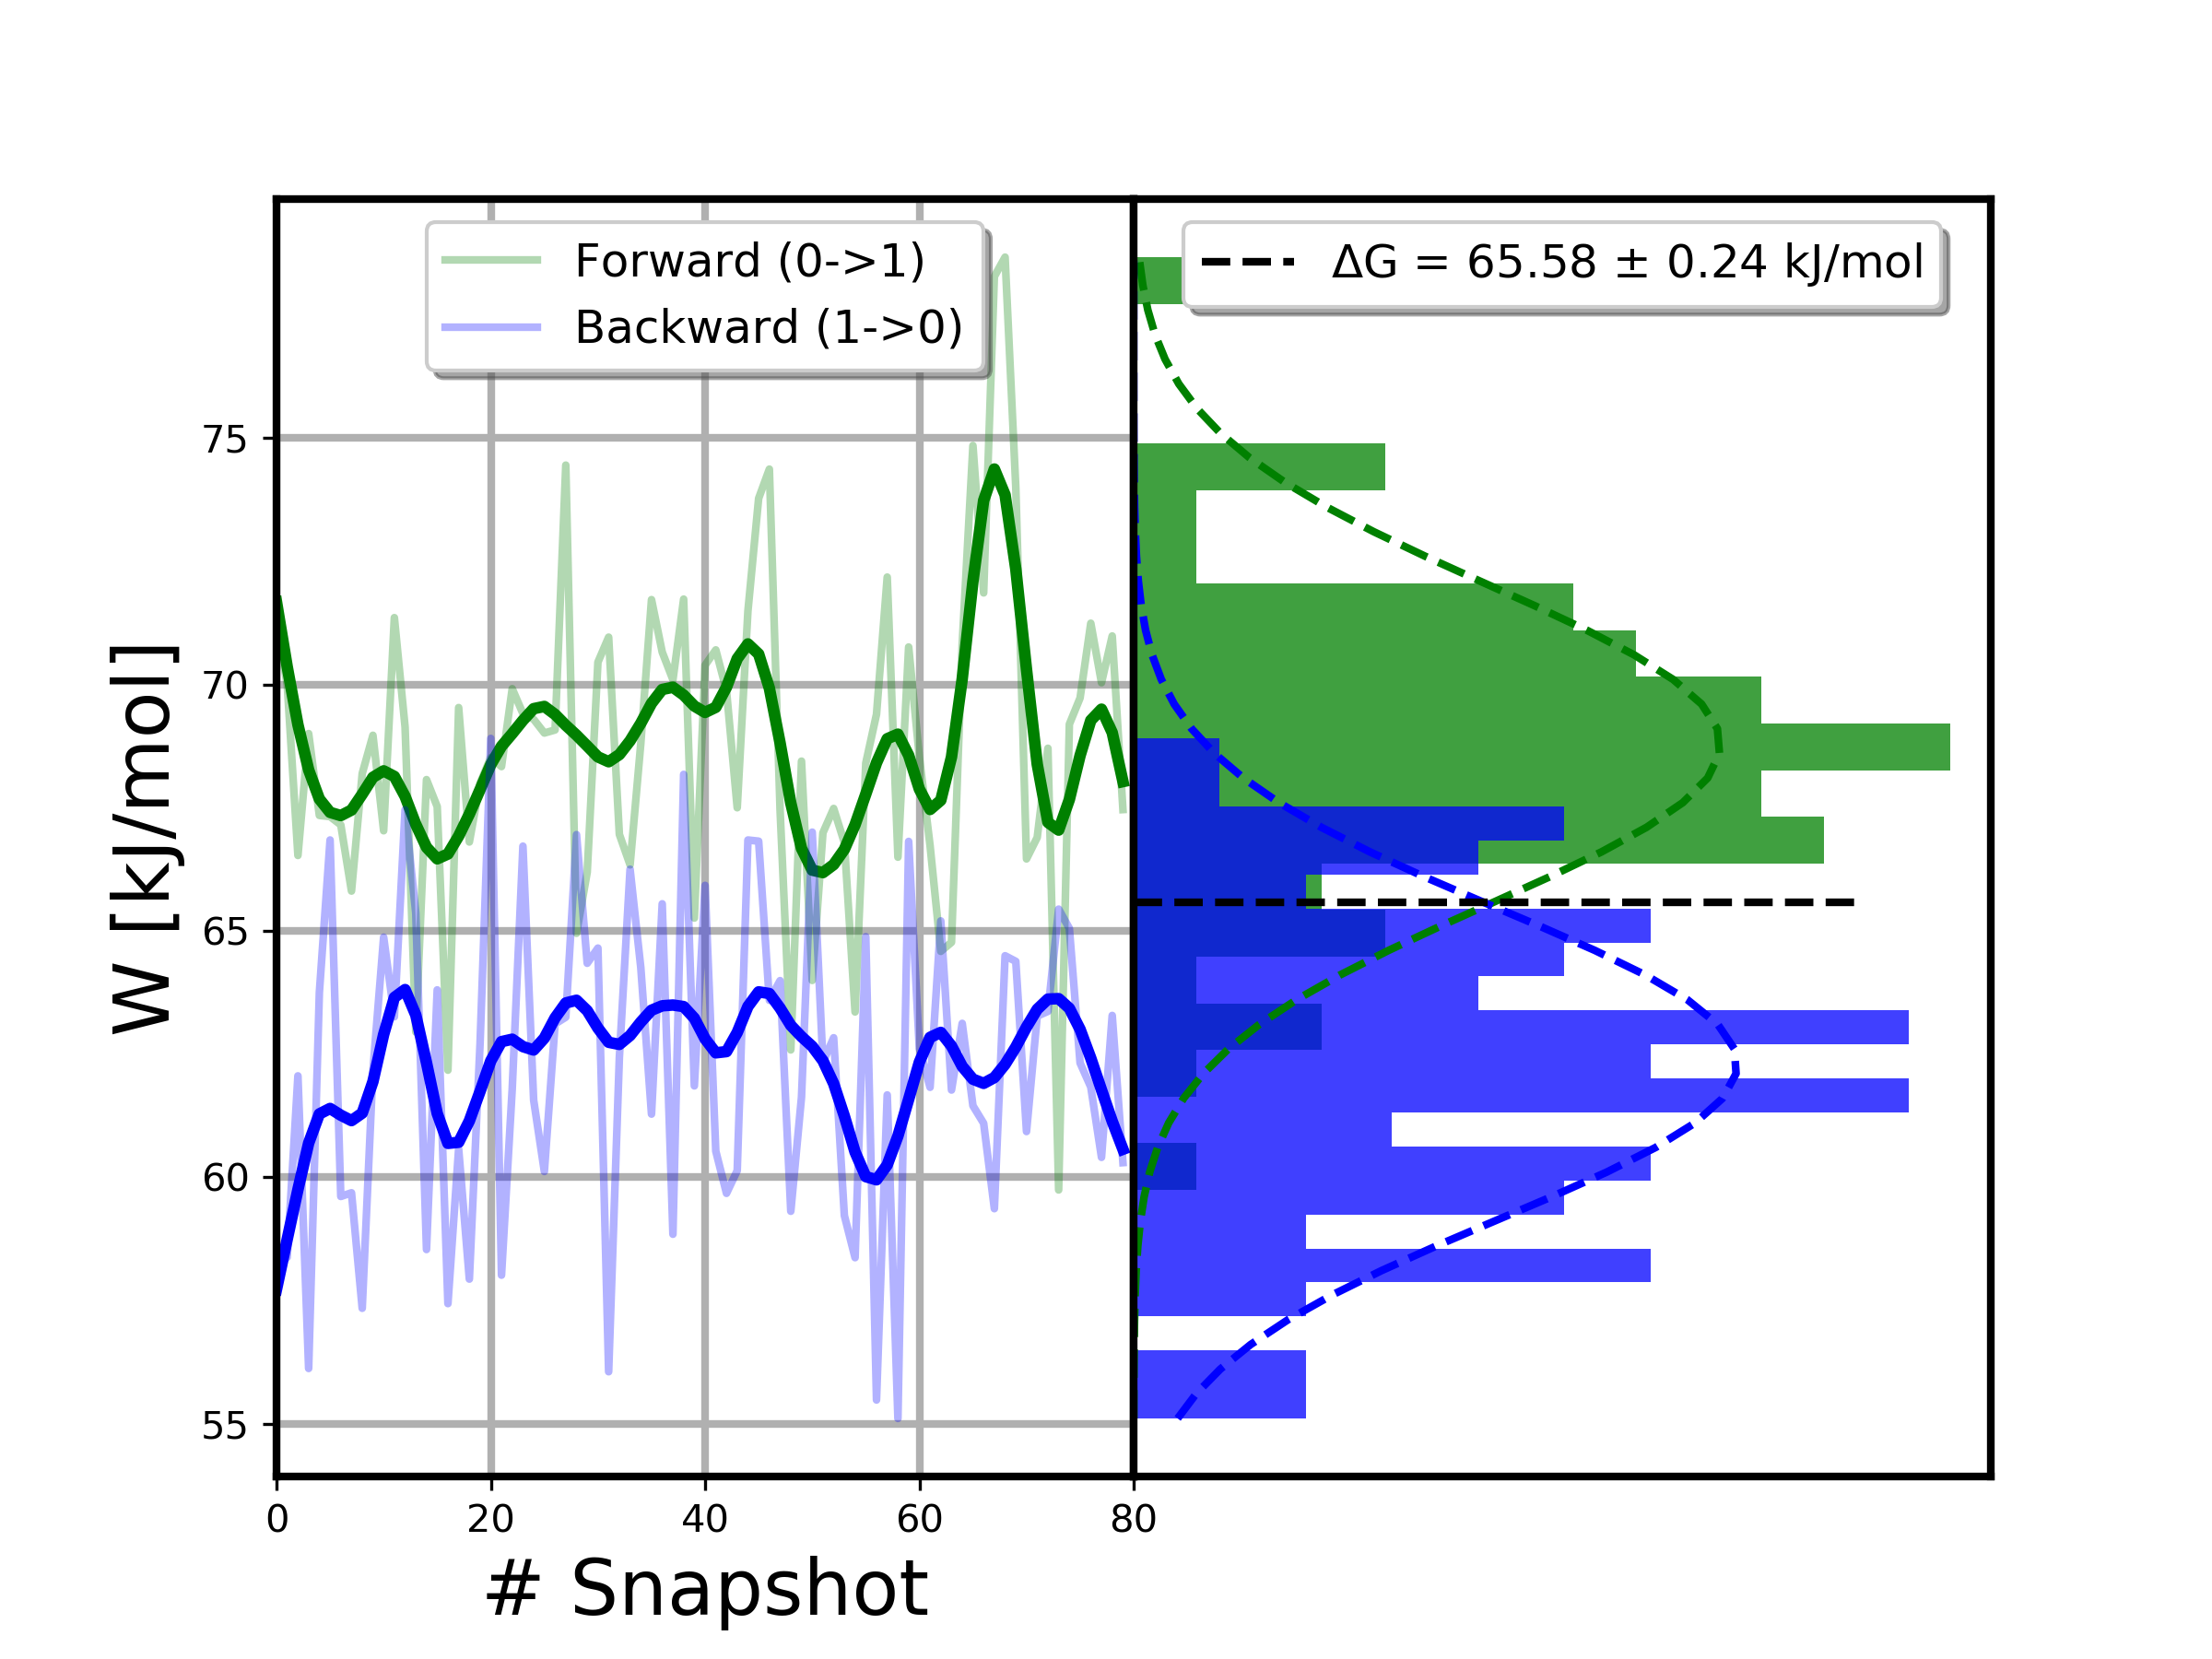 Forward (0->1)
Backward (1->0)
ΔG = 65.58 ± 0.24 kJ/mol
W [kJ/mol]
75
70
65
60
55
0 20 40 60 80
# Snapshot